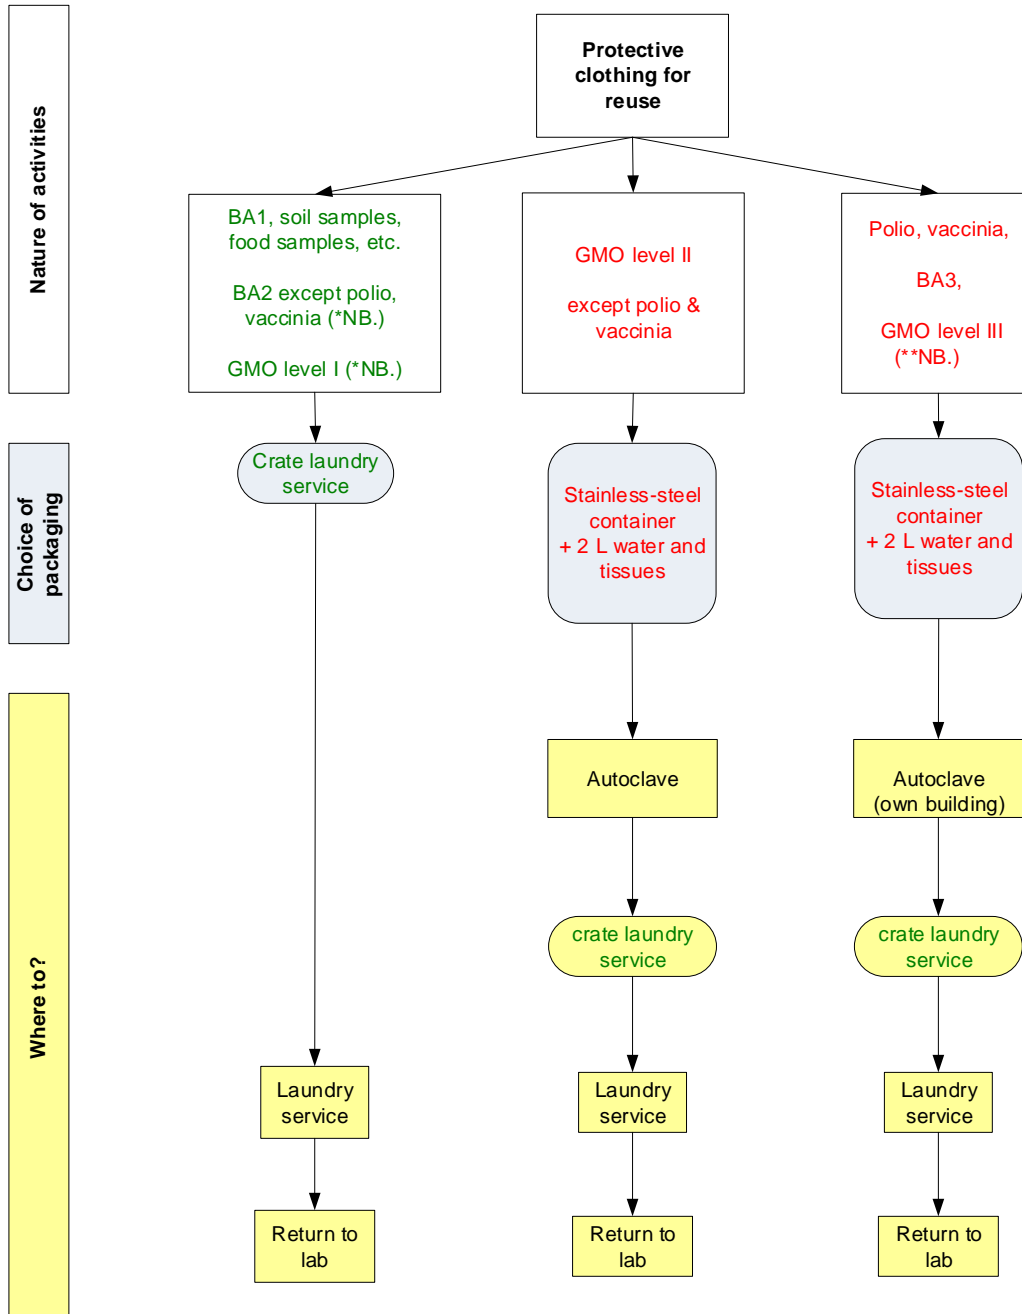 Nature of activities
Protective
clothing for
reuse
BA1, soil samples,
food samples, etc.
BA2 except polio,
vaccinia (*NB.)
GMO level I (*NB.)
GMO level II
except polio &
vaccinia
Polio, vaccinia,
BA3,
GMO level III
(**NB.)
Choice of
packaging
Crate laundry
service
Stainless-steel
container
+ 2 L water and
tissues
Stainless-steel
container
+ 2 L water and
tissues
Where to?
Autoclave
Autoclave
(own building)
crate laundry
service
crate laundry
service
Laundry
service
Laundry
service
Laundry
service
Return to
lab
Return to
lab
Return to
lab